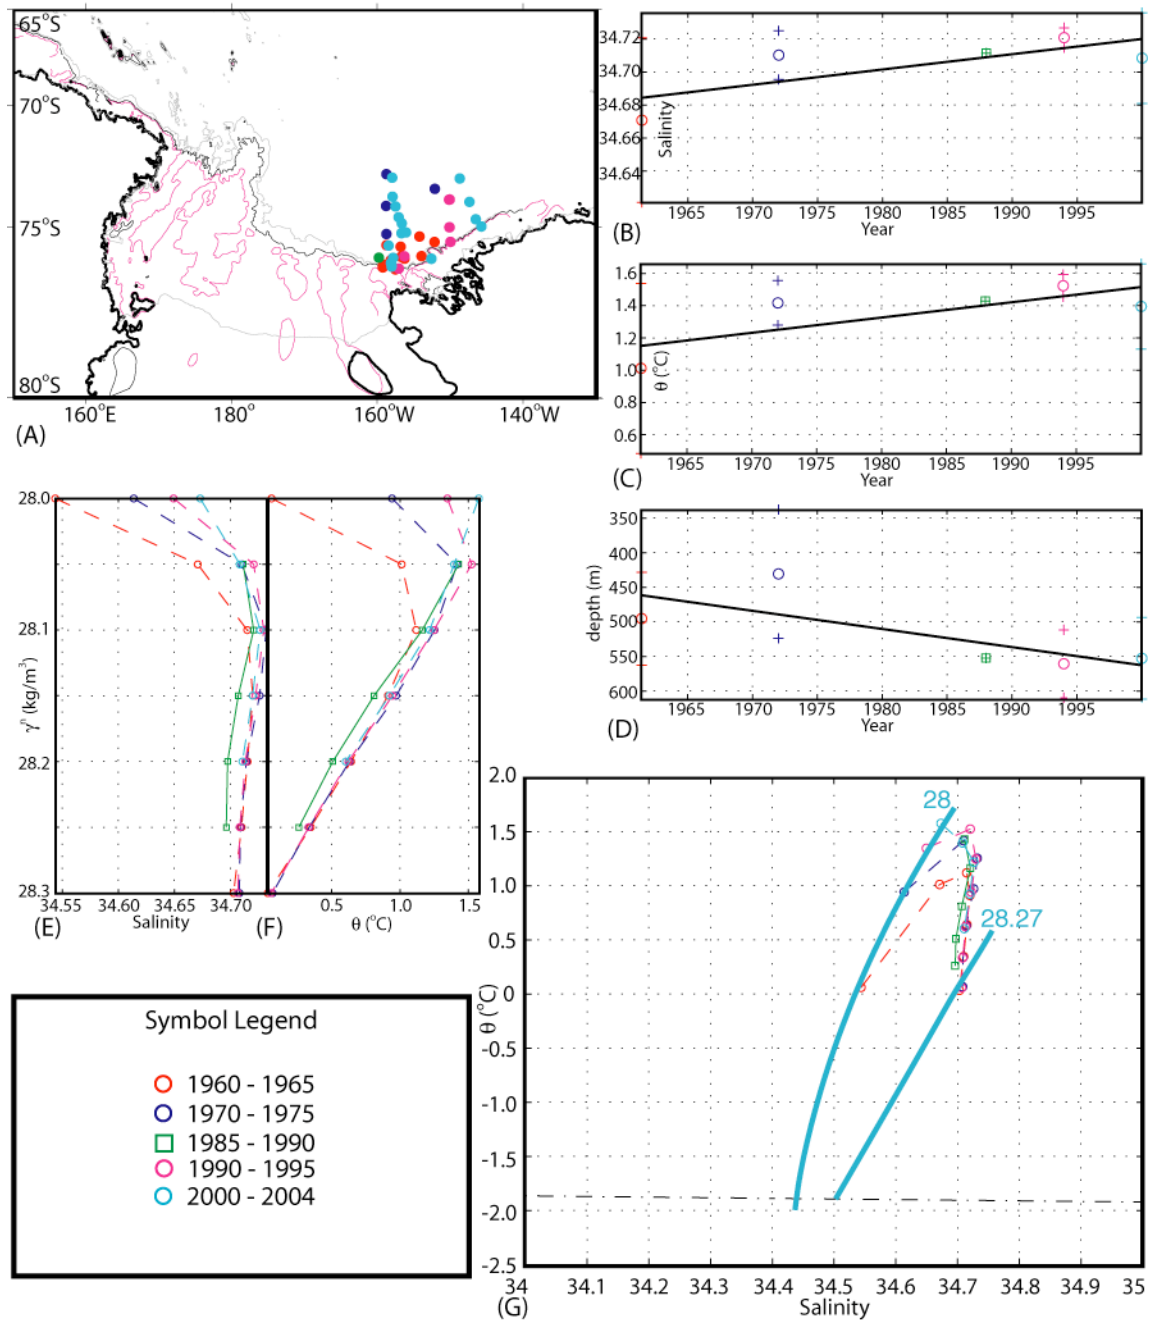 65°S
70°S
75°S
80°S
160°E
180°
160°W
140°W
(A)
34.72
34.70
34.68
34.66
34.64
Salinity
1965
1970
1975
1980
1985
1990
1995
Year
(B)
1.6
1.4
1.2
1.0
0.8
0.6
θ (°C)
1965
1970
1975
1980
1985
1990
1995
Year
(C)
350
400
450
500
550
600
depth (m)
1965
1970
1975
1980
1985
1990
1995
Year
(D)
28.0
28.1
28.2
28.3
γⁿ (kg/m³)
34.55
34.60
34.65
34.70
Salinity
(E)
0.5
1.0
1.5
θ (°C)
(F)
2.0
1.5
1.0
0.5
0
-0.5
-1.0
-1.5
-2.0
-2.5
θ (°C)
28
28.27
34
34.1
34.2
34.3
34.4
34.5
34.6
34.7
34.8
34.9
35
Salinity
(G)
Symbol Legend
1960 - 1965
1970 - 1975
1985 - 1990
1990 - 1995
2000 - 2004